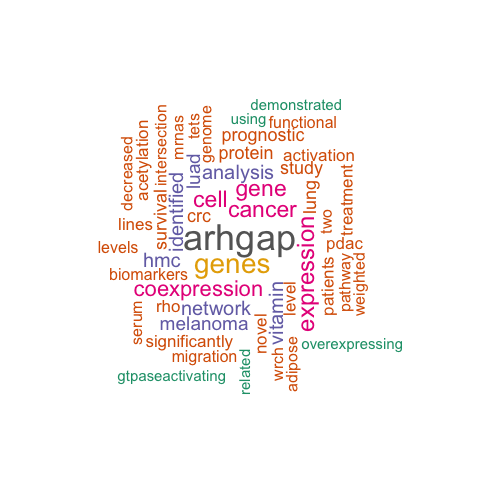 demonstrated
using functional
prognostic
decreased
acetylation
intersection
mrnas
tets
genome
protein activation
survival
identified
luad
analysis study
lung
treatment
cell gene
crc cancer
two
lines
arhgap
expression
pdac
levels
hmc genes
biomarkers
patients
pathway
weighted
coexpression
vitamin
level
serum
rho network
melanoma
novel
wrch
adipose
significantly
overexpressing
migration
related
gtpaseactivating